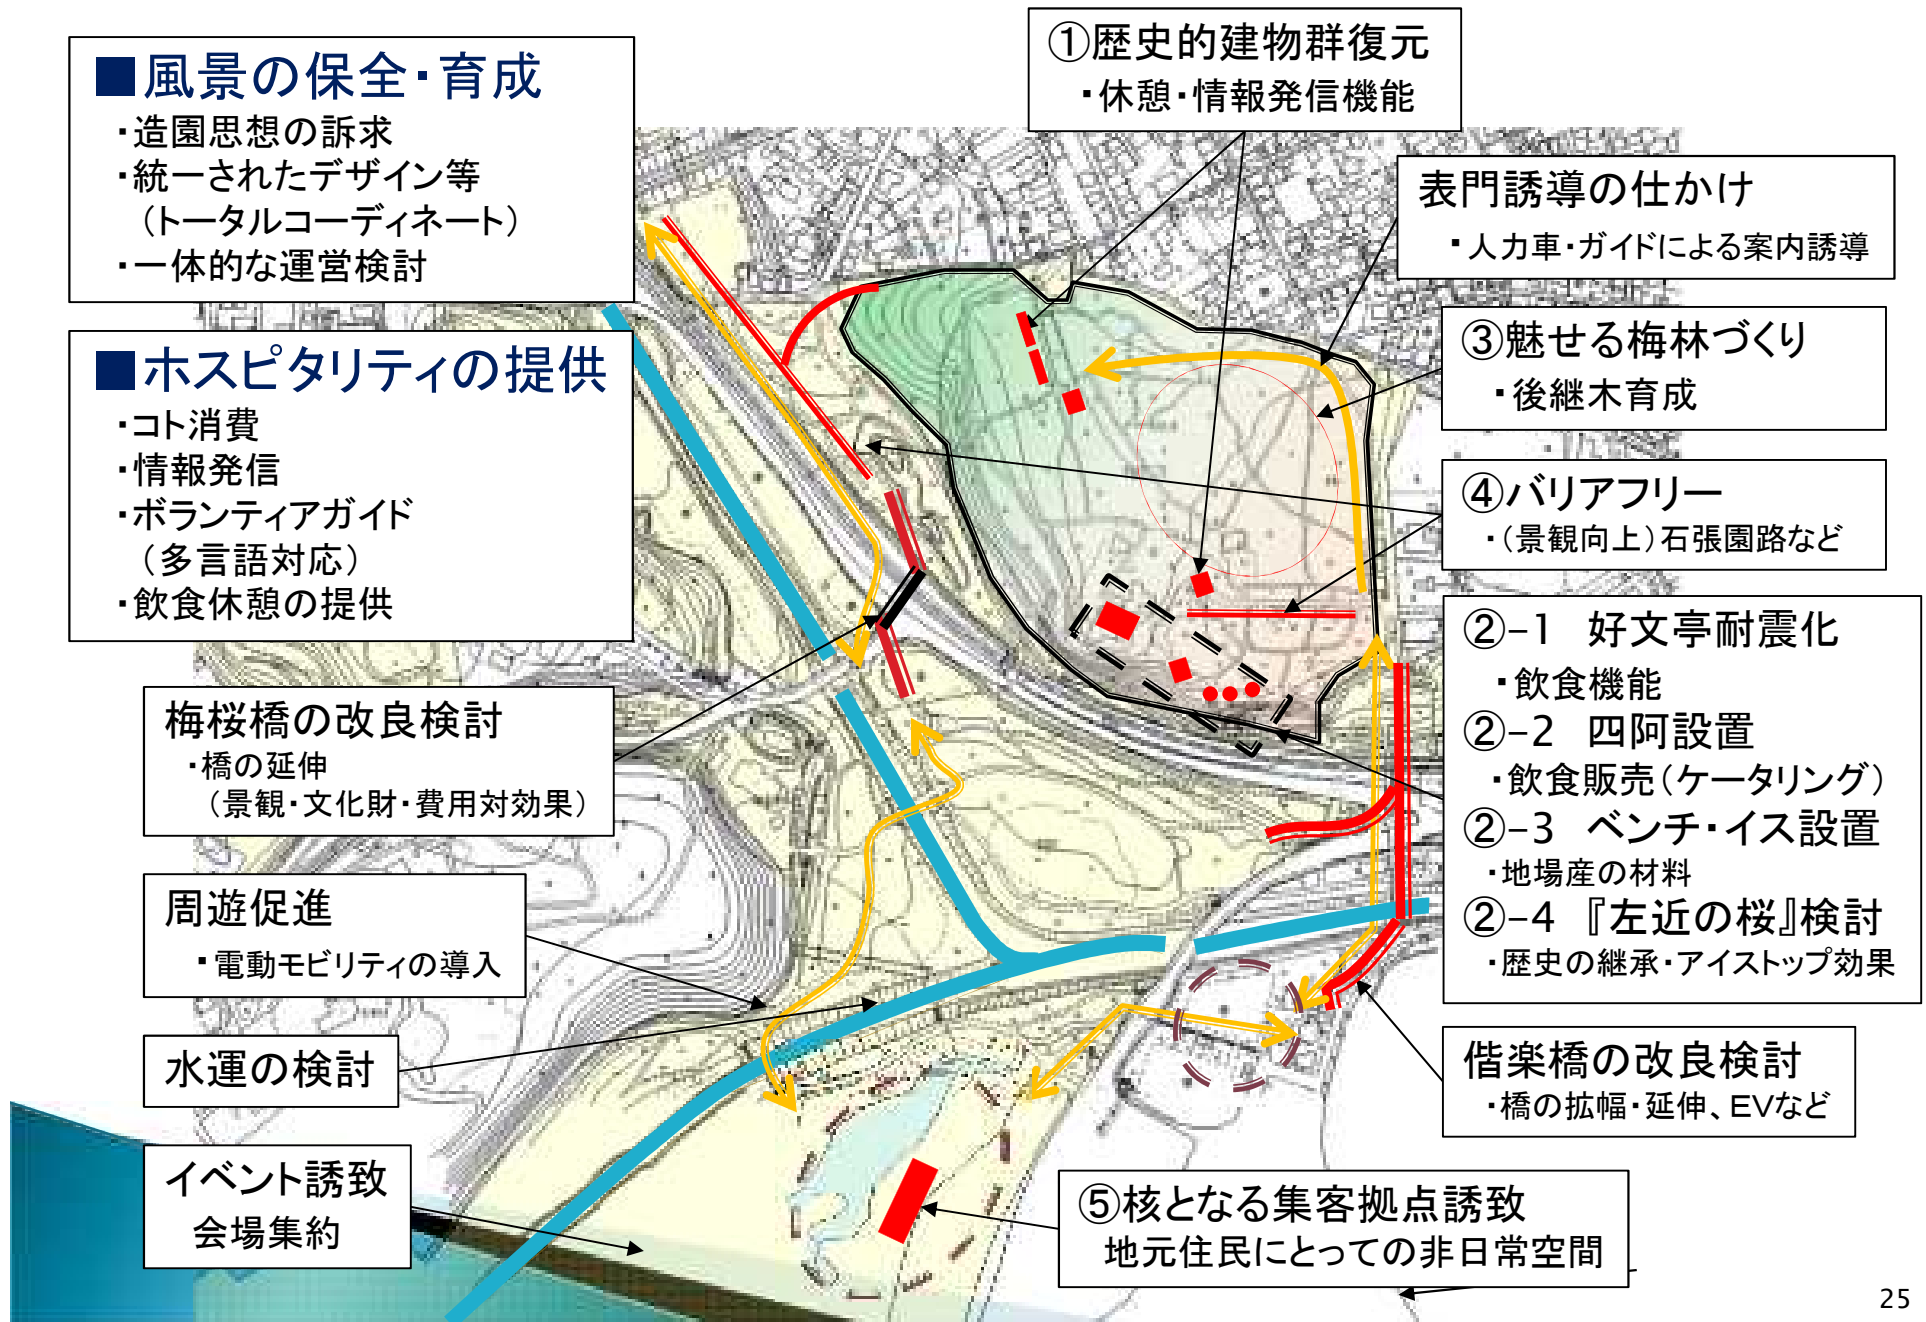 ■風景の保全・育成
・造園思想の訴求
・統一されたデザイン等
（トータルコーディネート）
・一体的な運営検討
■ホスピタリティの提供
・コト消費
・情報発信
・ボランティアガイド
（多言語対応）
・飲食休憩の提供
梅桜橋の改良検討
・橋の延伸
（景観・文化財・費用対効果）
周遊促進
・電動モビリティの導入
水運の検討
イベント誘致
会場集約
①歴史的建物群復元
・休憩・情報発信機能
表門誘導の仕かけ
・人力車・ガイドによる案内誘導
③魅せる梅林づくり
・後継木育成
④バリアフリー
・（景観向上）石張園路など
②-1 好文亭耐震化
・飲食機能
②-2 四阿設置
・飲食販売（ケータリング）
②-3 ベンチ・イス設置
・地場産の材料
②-4 『左近の桜』検討
・歴史の継承・アイストップ効果
偕楽橋の改良検討
・橋の拡幅・延伸、EVなど
⑤核となる集客拠点誘致
地元住民にとっての非日常空間
25